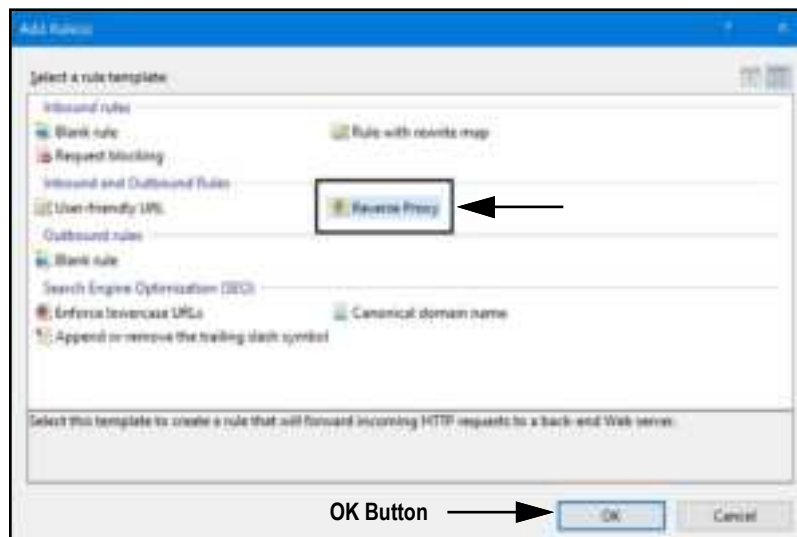 Add Rule(s)
Select a rule template:
Inbound rules
Blank rule
Rule with rewrite map
Request blocking
Inbound and Outbound Rules
User-friendly URL
Reverse Proxy
Outbound rules
Blank rule
Search Engine Optimization (SEO)
Enforce lowercase URLs
Canonical domain name
Append or remove the trailing slash symbol
Select this template to create a rule that will forward incoming HTTP requests to a back-end Web server.
OK Button
OK
Cancel